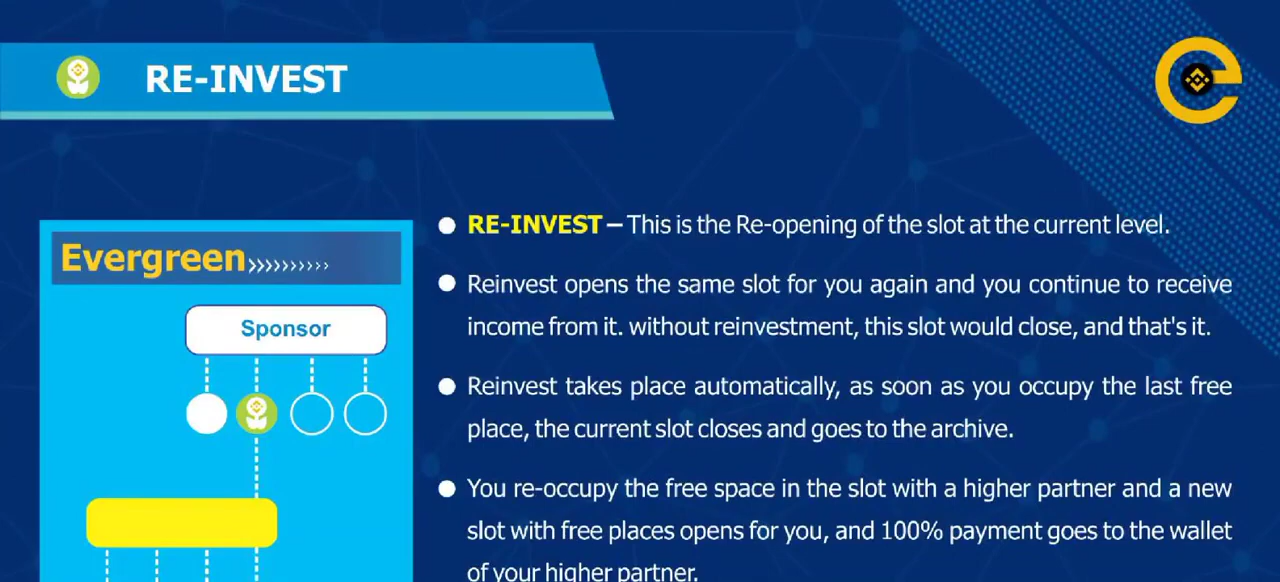 RE-INVEST
Evergreen
Sponsor
RE-INVEST – This is the Re-opening of the slot at the current level.
Reinvest opens the same slot for you again and you continue to receive
income from it. without reinvestment, this slot would close, and that's it.
Reinvest takes place automatically, as soon as you occupy the last free
place, the current slot closes and goes to the archive.
You re-occupy the free space in the slot with a higher partner and a new
slot with free places opens for you, and 100% payment goes to the wallet
of your higher partner.